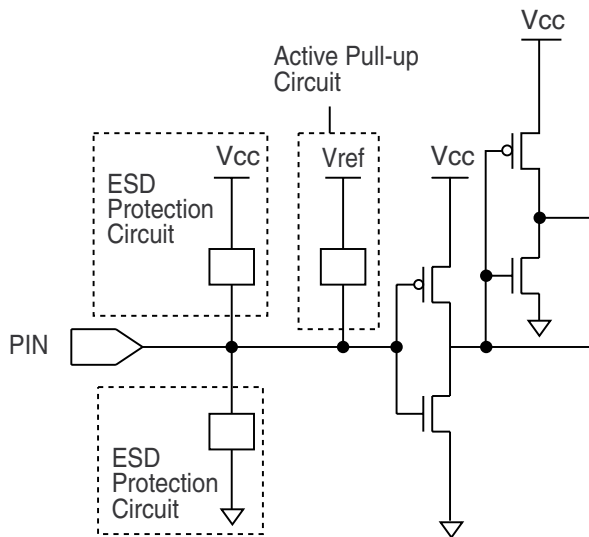 Vcc
Active Pull-up
Circuit
Vcc
Vref
Vcc
ESD
Protection
Circuit
PIN
ESD
Protection
Circuit